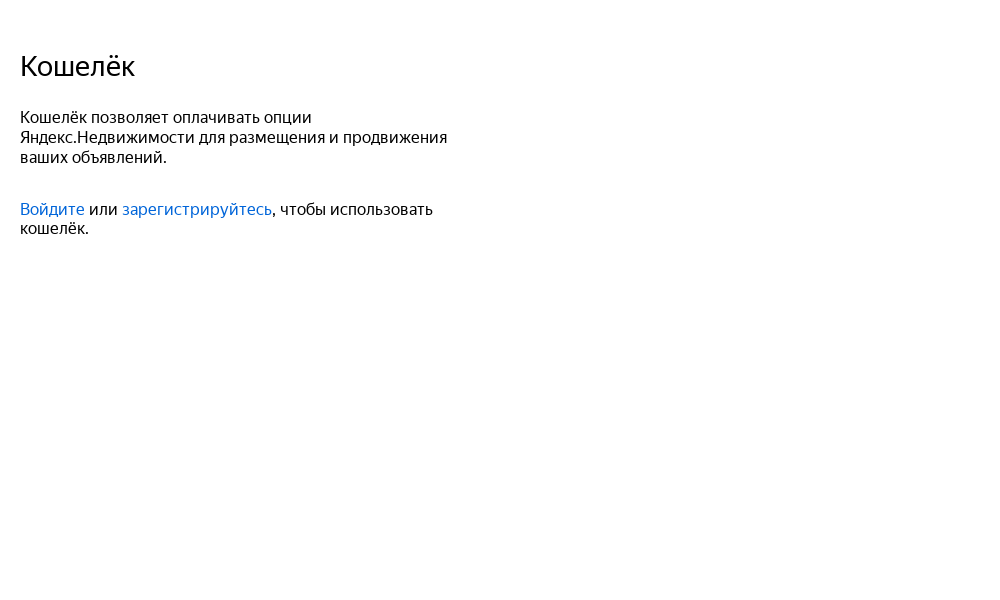 Кошелёк
Кошелёк позволяет оплачивать опции
Яндекс.Недвижимости для размещения и продвижения
ваших объявлений.
Войдите или зарегистрируйтесь, чтобы использовать
кошелёк.